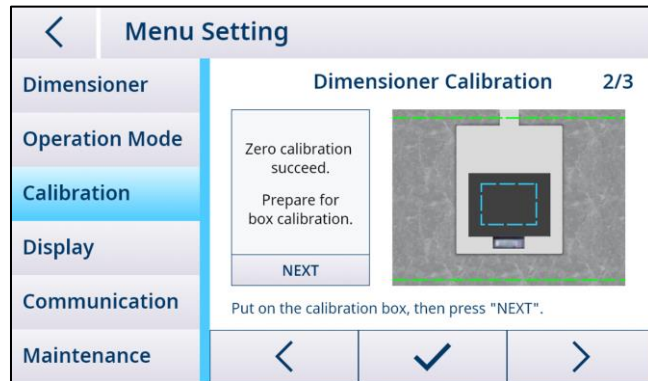 Menu Setting
Dimensioner
Operation Mode
Calibration
Display
Communication
Maintenance
Dimensioner Calibration 2/3
Zero calibration
succeed.
Prepare for
box calibration.
NEXT
Put on the calibration box, then press "NEXT".